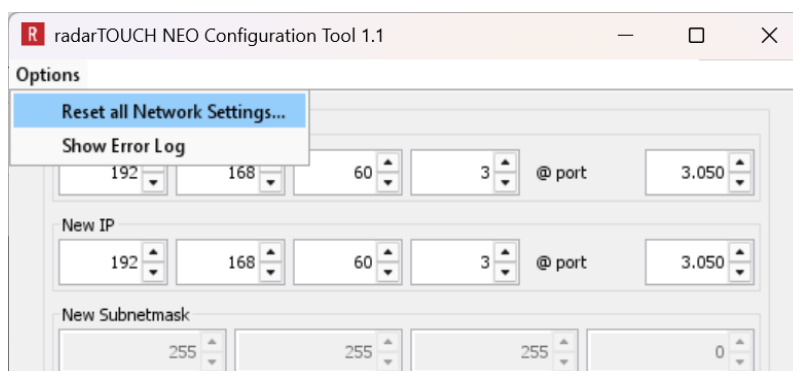 R radarTOUCH NEO Configuration Tool 1.1
Options
Reset all Network Settings...
Show Error Log
192 168 60 3 @ port 3.050
New IP
192 168 60 3 @ port 3.050
New Subnetmask
255 255 255 0